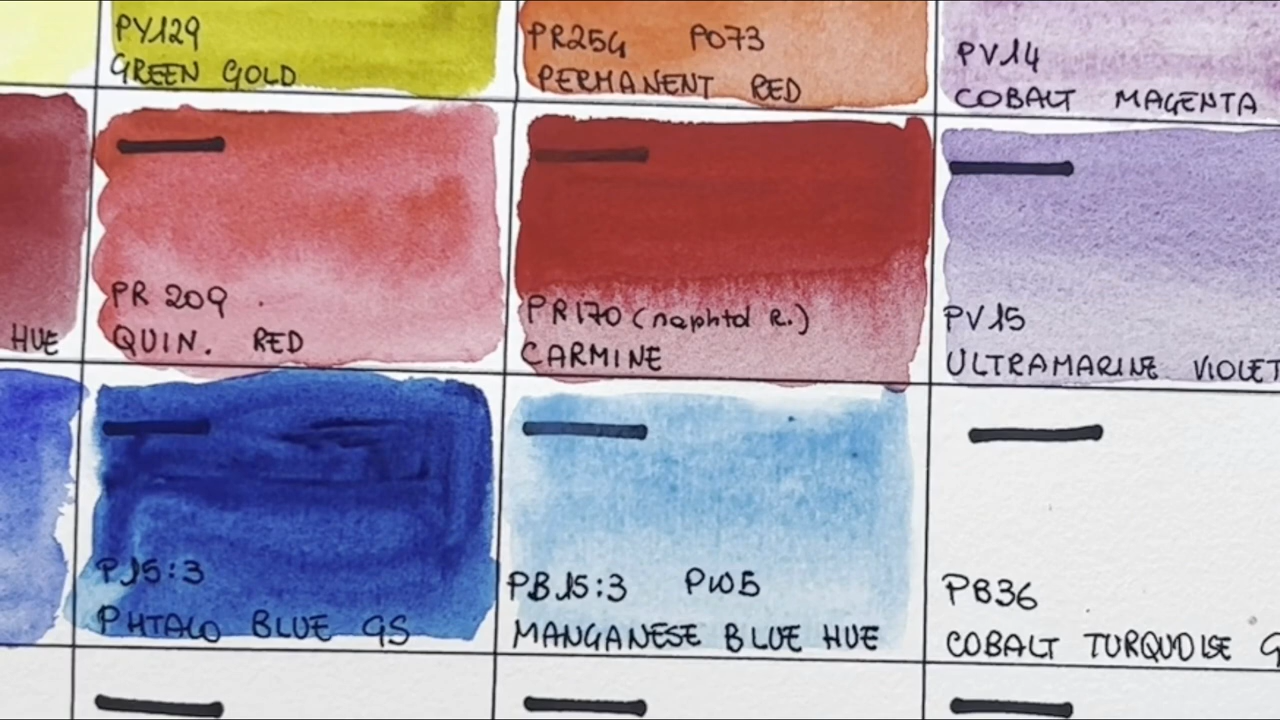 PY129
GREEN GOLD
PR254 PO73
PERMANENT RED
PV14
COBALT MAGENTA
HUE
PR 209
QUIN. RED
PR170 (naphtol R.)
CARMINE
PV15
ULTRAMARINE VIOLET
P15:3
PHTALO BLUE GS
PB15:3 PW5
MANGANESE BLUE HUE
PB36
COBALT TURQUOISE G